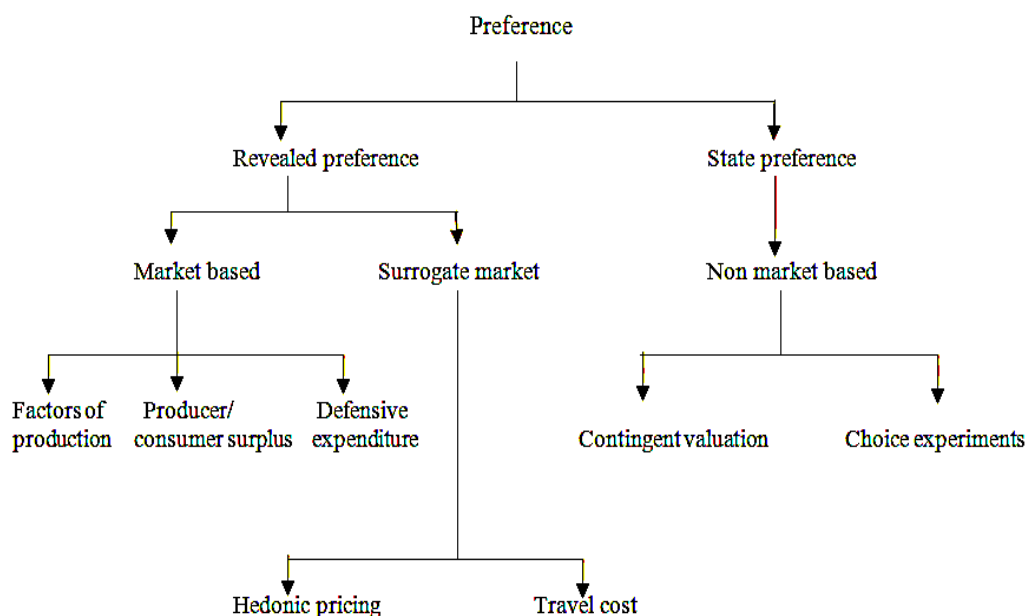 Preference
Revealed preference
State preference
Market based
Surrogate market
Non market based
Factors of
production
Producer/
consumer surplus
Defensive
expenditure
Contingent valuation
Choice experiments
Hedonic pricing
Travel cost